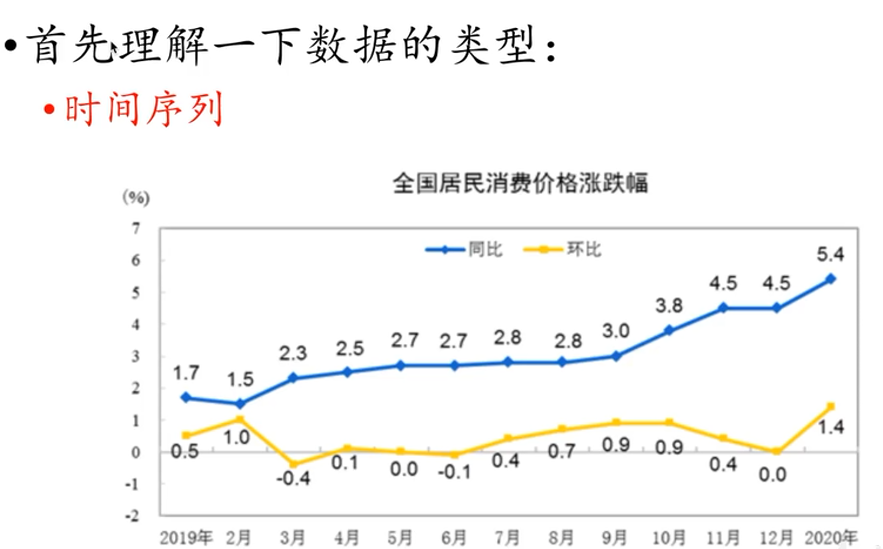 •首先理解一下数据的类型：
•时间序列
全国居民消费价格涨跌幅
(%)
同比 环比
7
6
5
4
3
2
1
0
-1
-2
1.7 1.5 2.3 2.5 2.7 2.7 2.8 2.8 3.0 3.8 4.5 4.5 5.4
0.5 1.0 -0.4 0.1 0.0 -0.1 0.4 0.7 0.9 0.9 0.4 0.0 1.4
2019年 2月 3月 4月 5月 6月 7月 8月 9月 10月 11月 12月 2020年